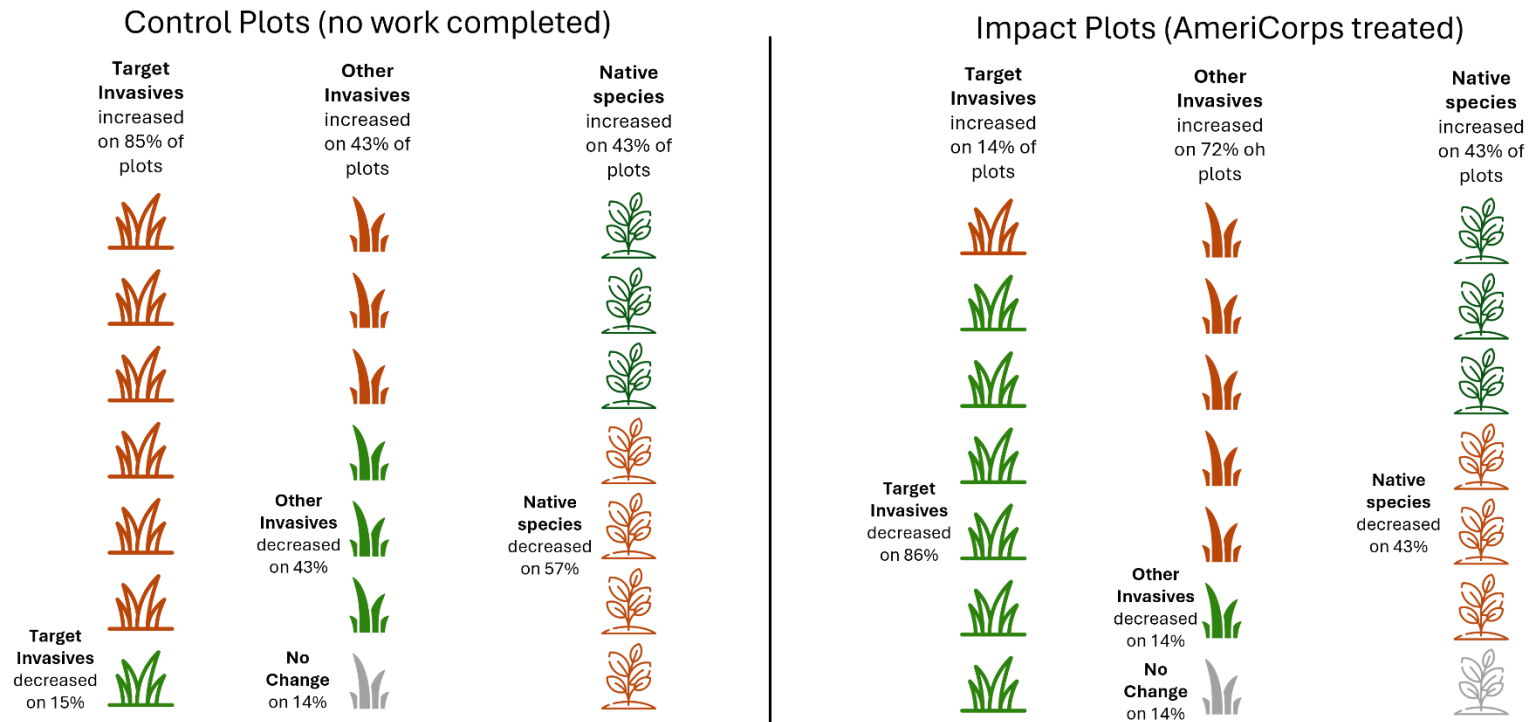 Control Plots (no work completed)
Target
Invasives
increased
on 85% of
plots
Other
Invasives
increased
on 43% of
plots
Native
species
increased
on 43% of
plots
Other
Invasives
decreased
on 43%
Native
species
decreased
on 57%
Target
Invasives
decreased
on 15%
No
Change
on 14%
Impact Plots (AmeriCorps treated)
Target
Invasives
increased
on 14% of
plots
Other
Invasives
increased
on 72% oh
plots
Native
species
increased
on 43% of
plots
Target
Invasives
decreased
on 86%
Native
species
decreased
on 43%
Other
Invasives
decreased
on 14%
No
Change
on 14%